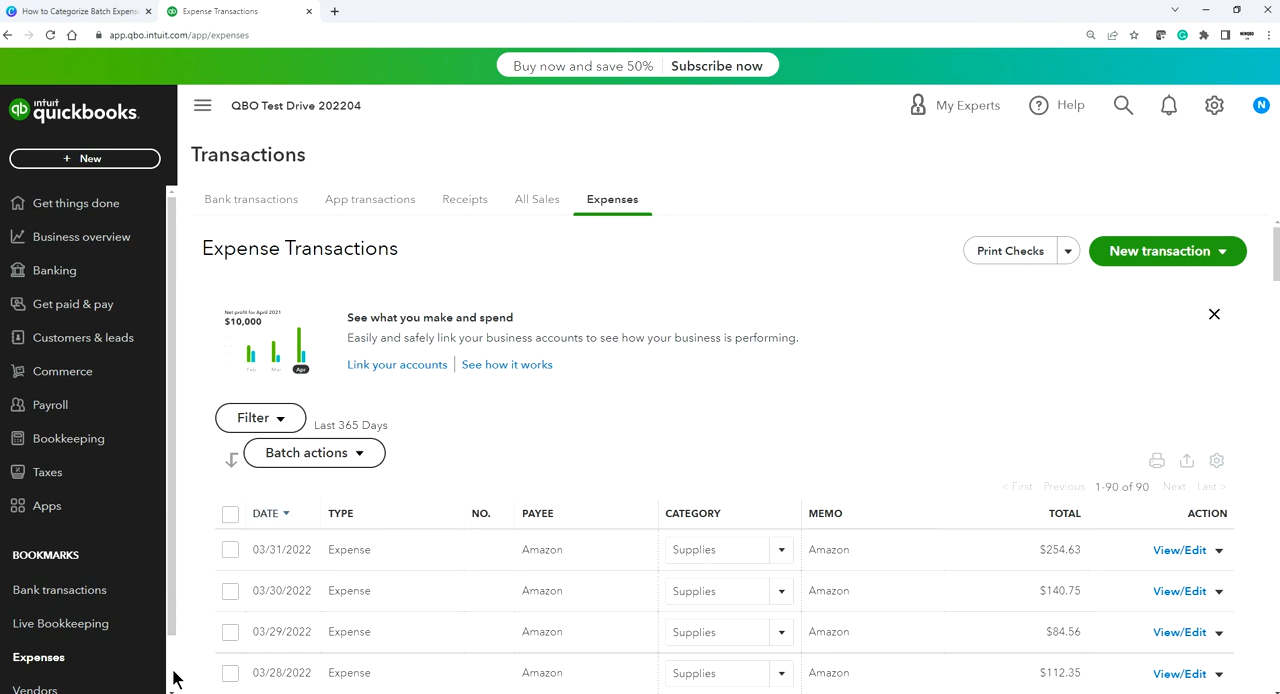 How to Categorize Batch Expens
Expense Transactions
app.qbo.intuit.com/app/expenses
Buy now and save 50% Subscribe now
intuit quickbooks.
QBO Test Drive 202204
My Experts
Help
N
+ New
Transactions
Get things done
Business overview
Banking
Get paid & pay
Customers & leads
Commerce
Payroll
Bookkeeping
Taxes
Apps
BOOKMARKS
Bank transactions
Live Bookkeeping
Expenses
Vendors
Bank transactions App transactions Receipts All Sales Expenses
Expense Transactions
Print Checks
New transaction
Net profit for April 2021
$10,000
Feb Mar Apr
See what you make and spend
Easily and safely link your business accounts to see how your business is performing.
Link your accounts See how it works
Filter
Last 365 Days
Batch actions
< First Previous 1-90 of 90 Next Last >
DATE TYPE NO. PAYEE CATEGORY MEMO TOTAL ACTION
03/31/2022 Expense Amazon Supplies Amazon $254.63 View/Edit
03/30/2022 Expense Amazon Supplies Amazon $140.75 View/Edit
03/29/2022 Expense Amazon Supplies Amazon $84.56 View/Edit
03/28/2022 Expense Amazon Supplies Amazon $112.35 View/Edit